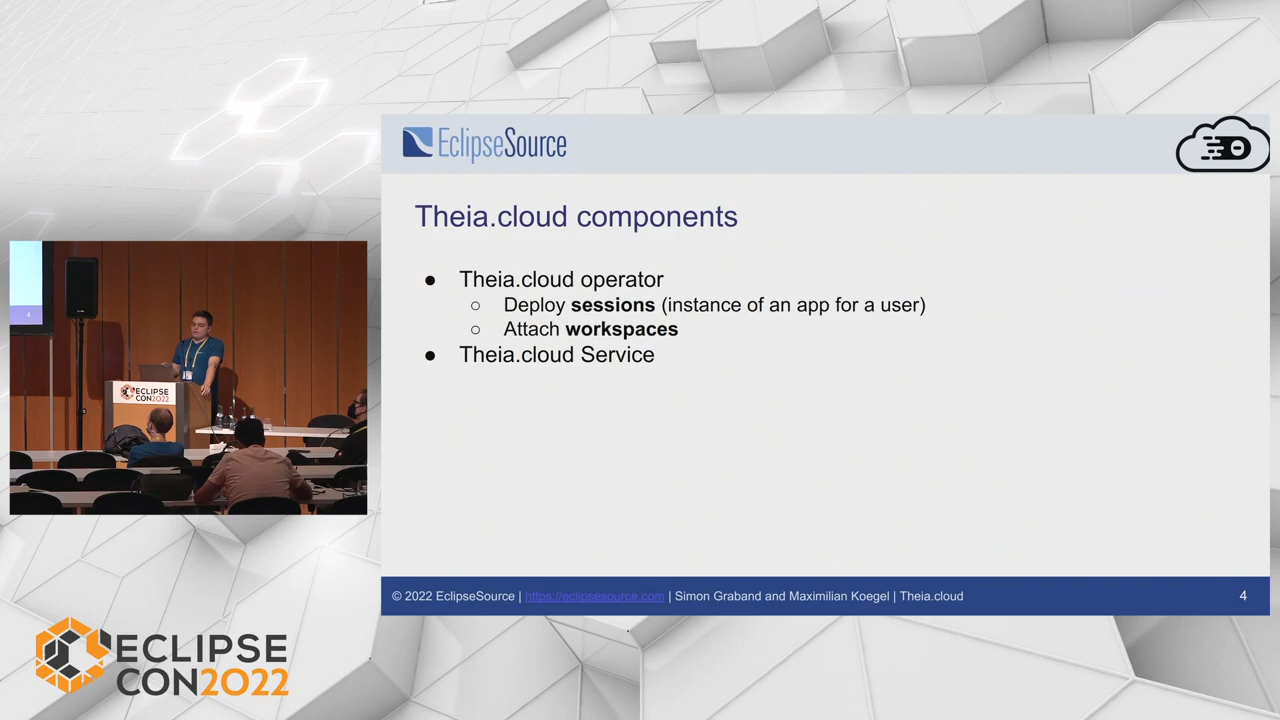 EclipseSource
Theia.cloud components
● Theia.cloud operator
○ Deploy sessions (instance of an app for a user)
○ Attach workspaces
● Theia.cloud Service
© 2022 EclipseSource | https://eclipsesource.com | Simon Graband and Maximilian Koegel | Theia.cloud
4
4
ECLIPSE
CON2022
ECLIPSE
CON2022